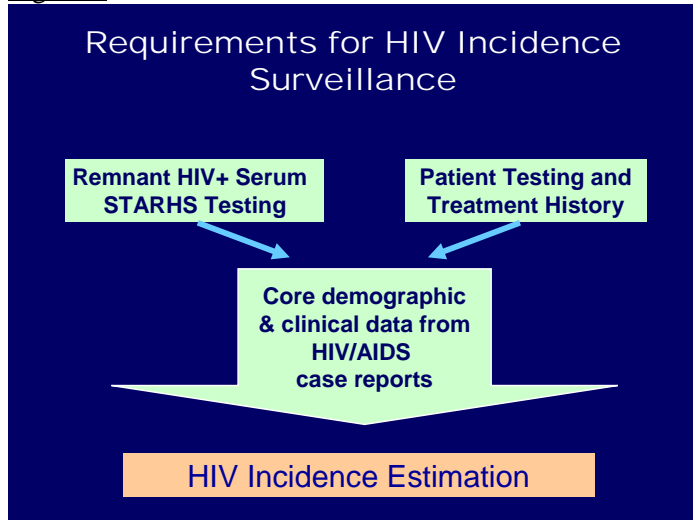 Requirements for HIV Incidence
Surveillance
Remnant HIV+ Serum
STARHS Testing
Patient Testing and
Treatment History
Core demographic
& clinical data from
HIV/AIDS
case reports
HIV Incidence Estimation